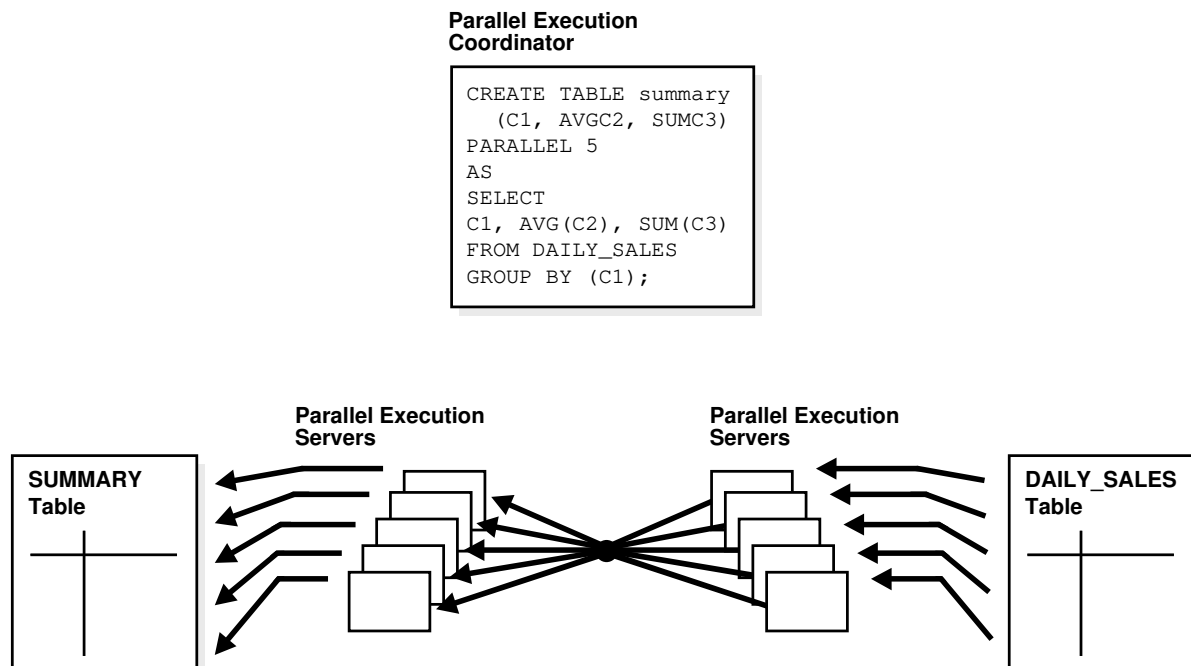 Parallel Execution
Coordinator
CREATE TABLE summary
(C1, AVGC2, SUMC3)
PARALLEL 5
AS
SELECT
C1, AVG(C2), SUM(C3)
FROM DAILY_SALES
GROUP BY (C1);
Parallel Execution
Servers
Parallel Execution
Servers
SUMMARY
Table
DAILY_SALES
Table